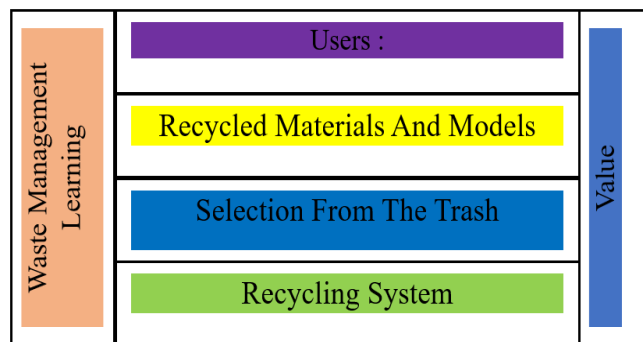 Waste Management
Learning
Users :
Recycled Materials And Models
Selection From The Trash
Recycling System
Value